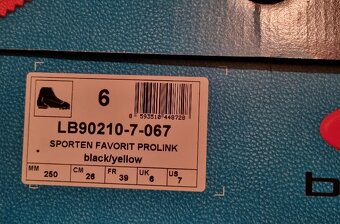 6
8 593510 448728
LB90210-7-067
SPORTEN FAVORIT PROLINK
black/yellow
MM CM FR UK US
250 26 39 6 7
b